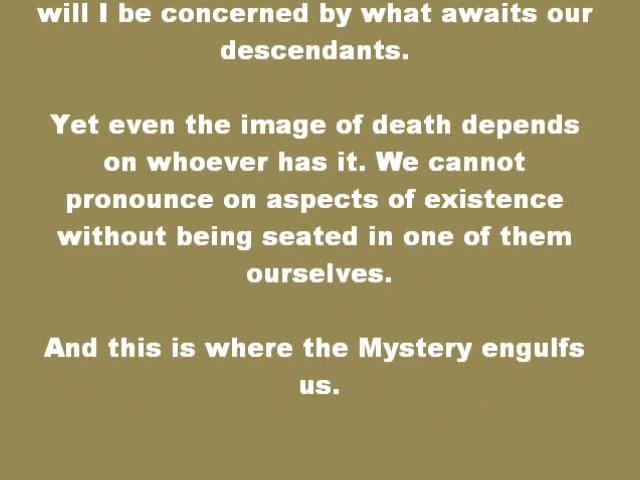 will I be concerned by what awaits our
descendants.
Yet even the image of death depends
on whoever has it. We cannot
pronounce on aspects of existence
without being seated in one of them
ourselves.
And this is where the Mystery engulfs
us.